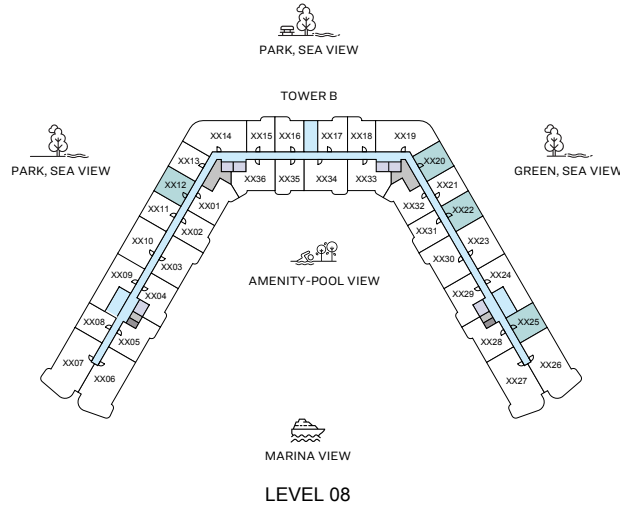 PARK, SEA VIEW
TOWER B
XX14
XX15
XX16
XX17
XX18
XX19
PARK, SEA VIEW
GREEN, SEA VIEW
XX13
XX20
XX12
XX36
XX35
XX34
XX33
XX21
XX11
XX01
XX32
XX22
XX10
XX02
XX31
XX23
XX09
XX03
XX30
XX24
AMENITY-POOL VIEW
XX08
XX04
XX29
XX25
XX07
XX05
XX28
XX26
XX06
XX27
MARINA VIEW
LEVEL 08